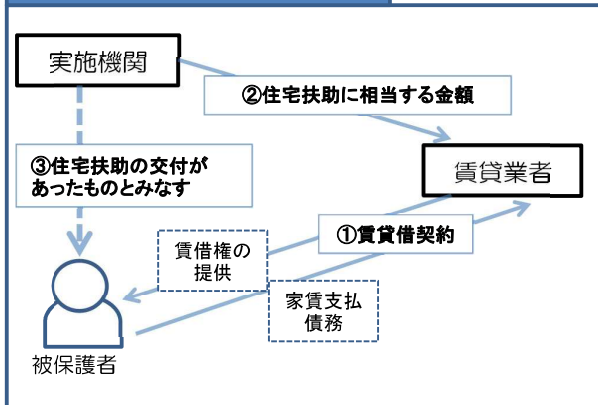 実施機関
②住宅扶助に相当する金額
③住宅扶助の交付が
あったものとみなす
賃貸業者
①賃貸借契約
賃借権の
提供
家賃支払
債務
被保護者